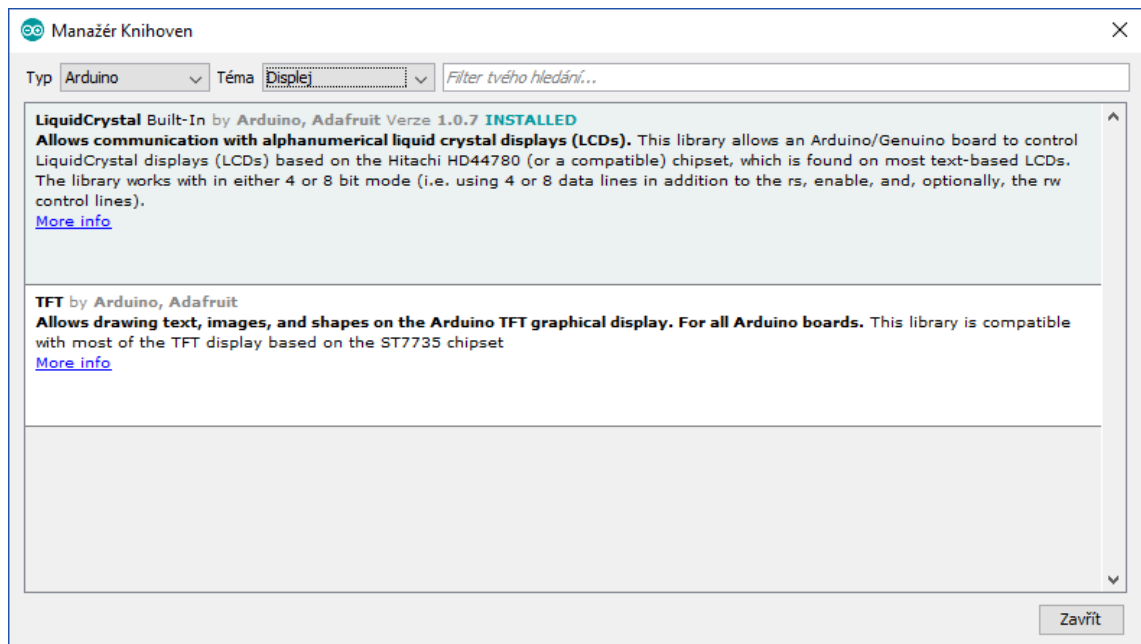 Manažér Knihoven
Typ Arduino Téma Displej Filter tvého hledání...
LiquidCrystal Built-In by Arduino, Adafruit Verze 1.0.7 INSTALLED
Allows communication with alphanumerical liquid crystal displays (LCDs). This library allows an Arduino/Genuino board to control
LiquidCrystal displays (LCDs) based on the Hitachi HD44780 (or a compatible) chipset, which is found on most text-based LCDs.
The library works with in either 4 or 8 bit mode (i.e. using 4 or 8 data lines in addition to the rs, enable, and, optionally, the rw
control lines).
More info
TFT by Arduino, Adafruit
Allows drawing text, images, and shapes on the Arduino TFT graphical display. For all Arduino boards. This library is compatible
with most of the TFT display based on the ST7735 chipset
More info
Zavřít